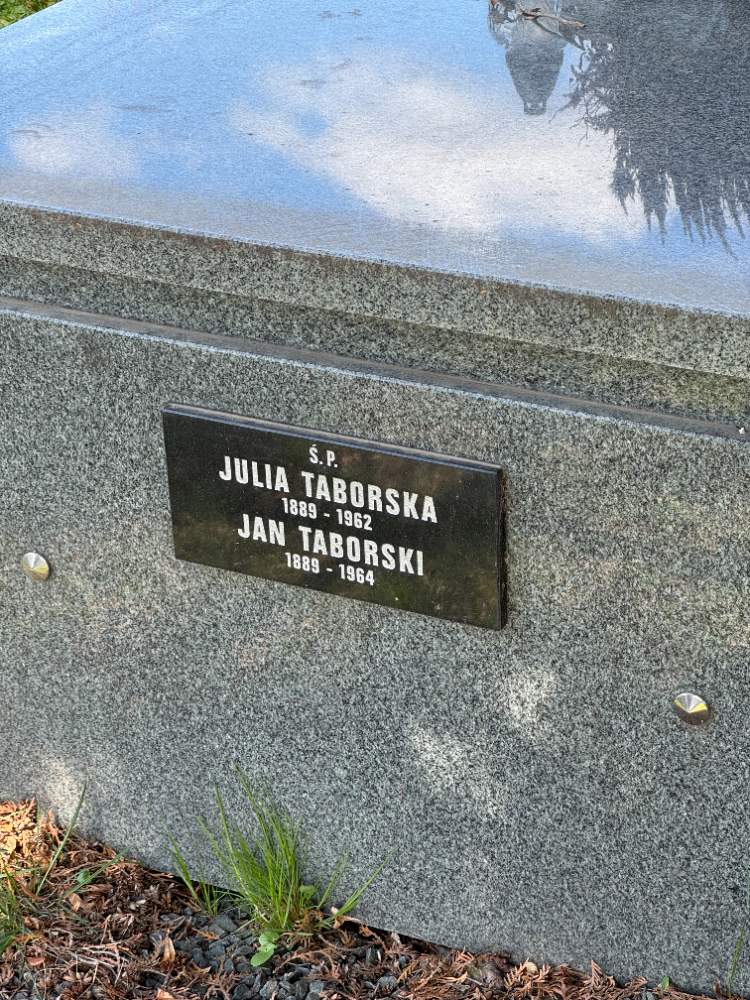 Ś.P.
JULIA TABORSKA
1889 - 1962
JAN TABORSKI
1889 - 1964